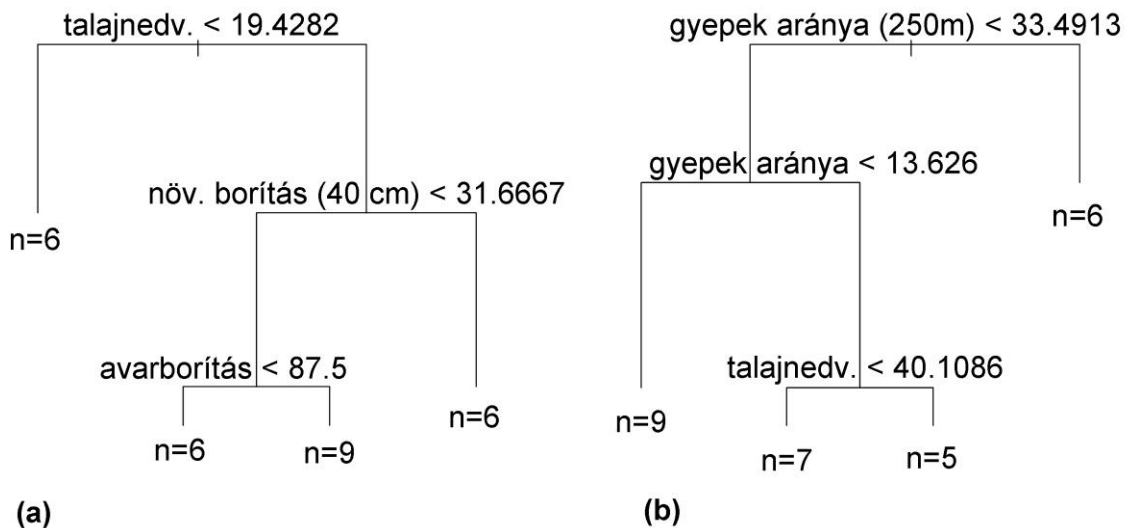 talajnedv. < 19.4282
növ. borítás (40 cm) < 31.6667
n=6
avarborítás < 87.5
n=6
n=6
n=9
(a)
gyepek aránya (250m) < 33.4913
gyepek aránya < 13.626
n=6
talajnedv. < 40.1086
n=9
n=7
n=5
(b)